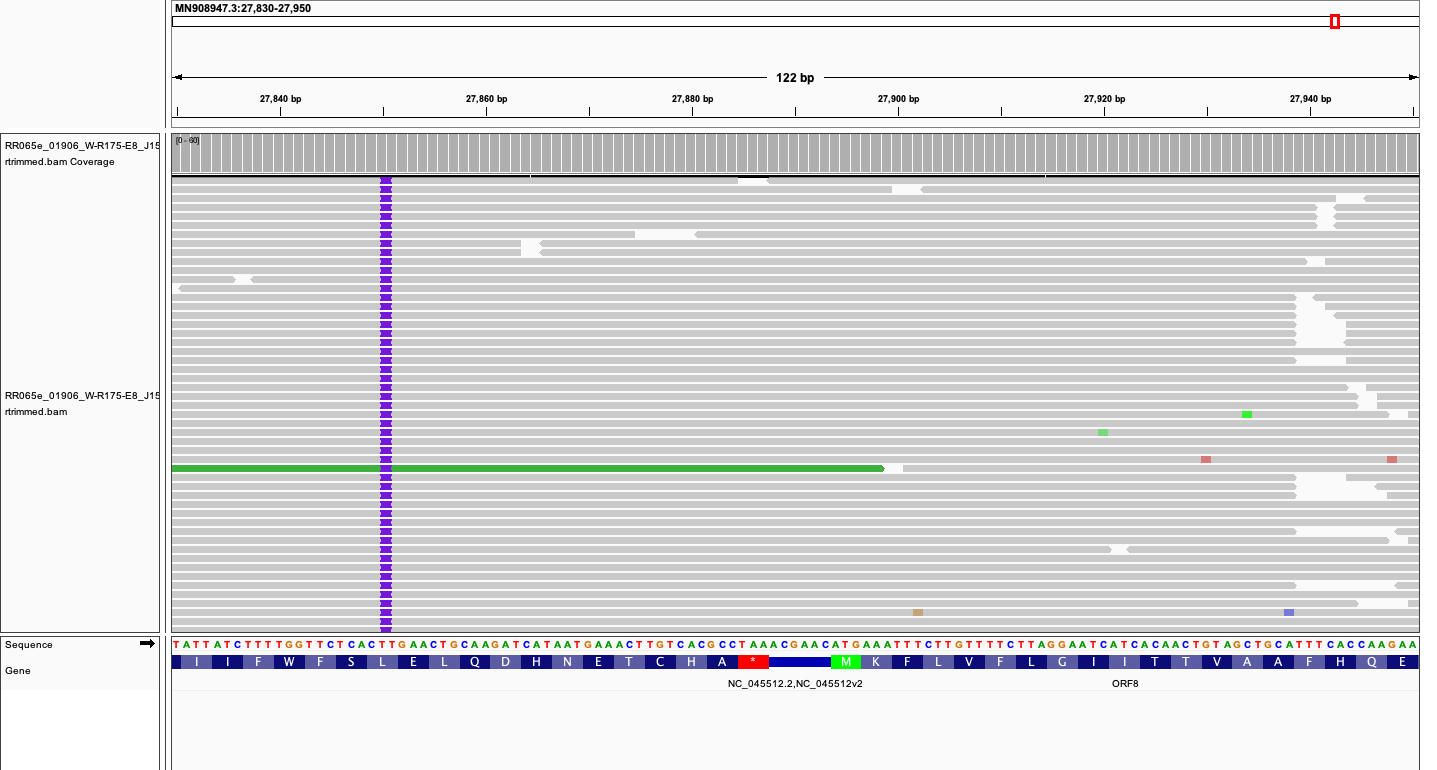 MN908947.3:27,830-27,950
122 bp
27,840 bp 27,860 bp 27,880 bp 27,900 bp 27,920 bp 27,940 bp
RR065e_01906_W-R175-E8_J15
rtrimmed.bam Coverage
[0 - 60]
RR065e_01906_W-R175-E8_J15
rtrimmed.bam
Sequence
TATTATCTTTTGGTTCTCACTTGAACTGCAAGATCATAATGAAACTTGTCACGCCTAAACGAACATGAAATTTCTTGTTTTCTTAGGAATCATCACAACTGTAGCTGCATTTCACCAAGAA
Gene
I I F W F S L E L Q D H N E T C H A * M K F L V F L G I I T T V A A F H Q E
NC_045512.2,NC_045512v2 ORF8